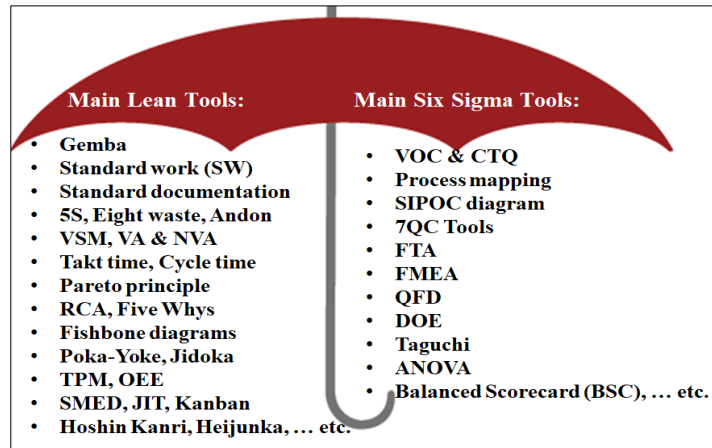 Main Lean Tools:
• Gemba
• Standard work (SW)
• Standard documentation
• 5S, Eight waste, Andon
• VSM, VA & NVA
• Takt time, Cycle time
• Pareto principle
• RCA, Five Whys
• Fishbone diagrams
• Poka-Yoke, Jidoka
• TPM, OEE
• SMED, JIT, Kanban
• Hoshin Kanri, Heijunka, … etc.
Main Six Sigma Tools:
• VOC & CTQ
• Process mapping
• SIPOC diagram
• 7QC Tools
• FTA
• FMEA
• QFD
• DOE
• Taguchi
• ANOVA
• Balanced Scorecard (BSC), … etc.